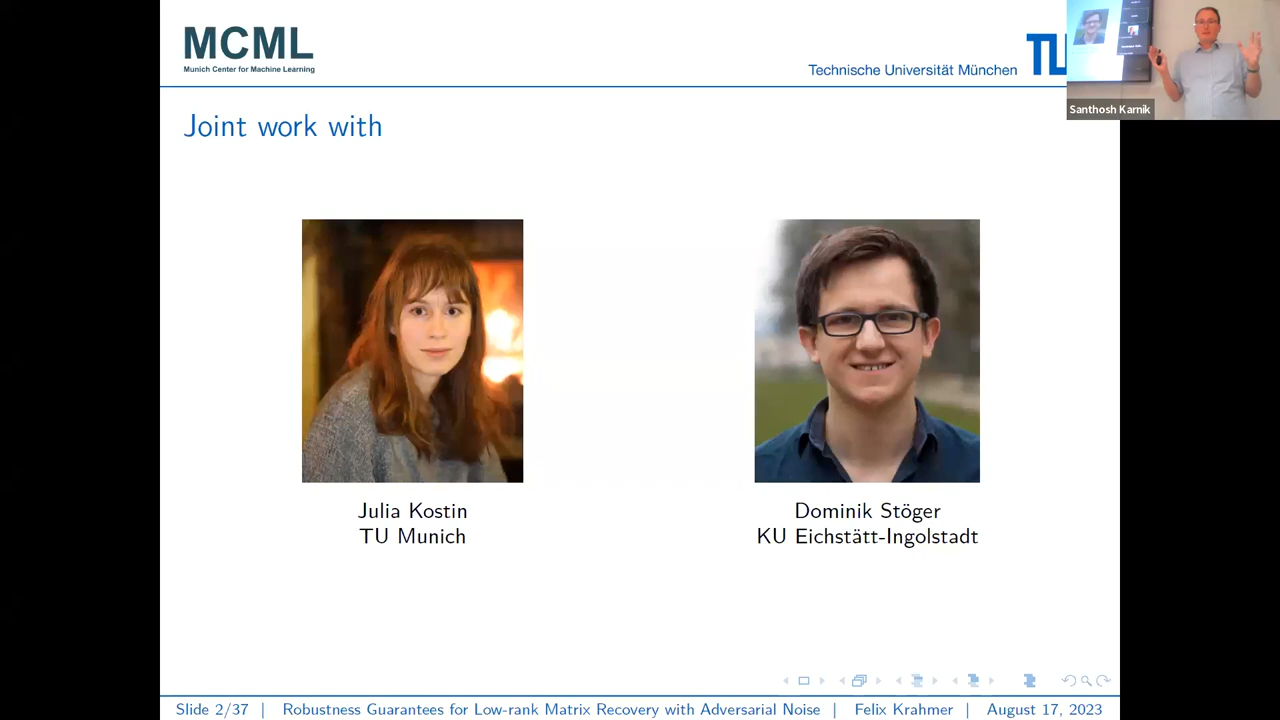 MCML
Munich Center for Machine Learning
Technische Universität München
TU
Santhosh Karnik
Joint work with
Julia Kostin
TU Munich
Dominik Stöger
KU Eichstätt-Ingolstadt
Slide 2/37 | Robustness Guarantees for Low-rank Matrix Recovery with Adversarial Noise | Felix Krahmer | August 17, 2023